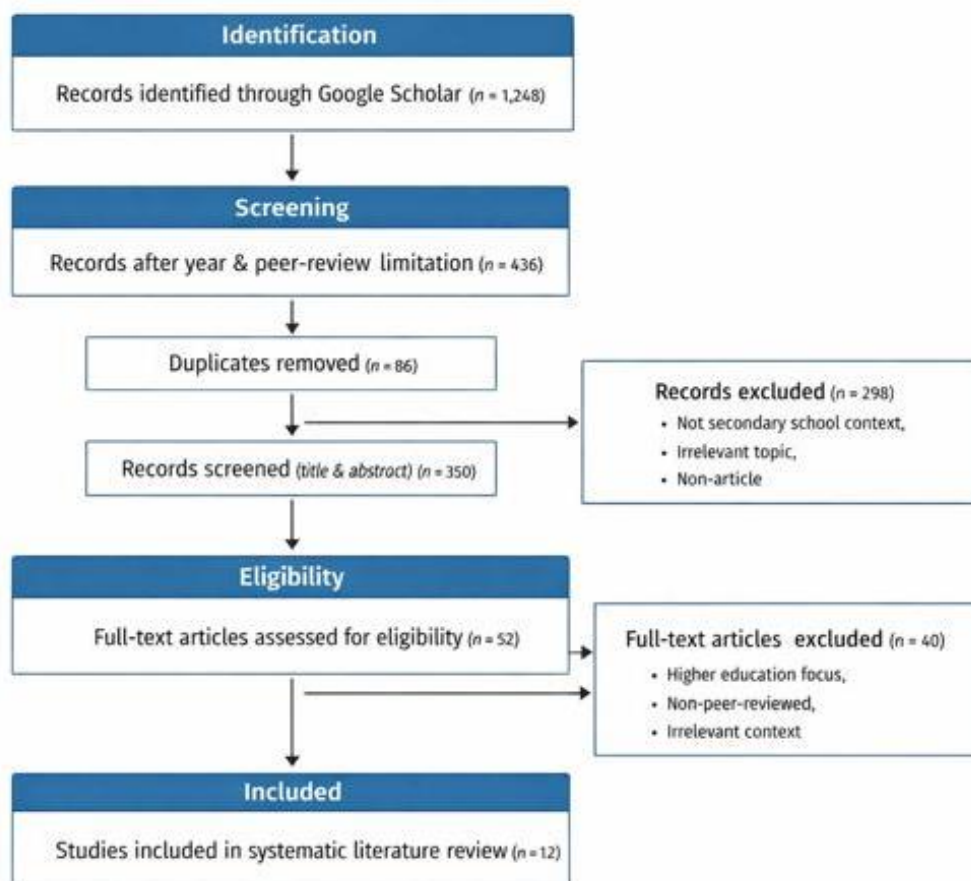 Identification
Records identified through Google Scholar (n = 1,248)
Screening
Records after year & peer-review limitation (n = 436)
Duplicates removed (n = 86)
Records excluded (n = 298)
• Not secondary school context,
• Irrelevant topic,
• Non-article
Records screened (title & abstract) (n = 350)
Eligibility
Full-text articles assessed for eligibility (n = 52)
Full-text articles excluded (n = 40)
• Higher education focus,
• Non-peer-reviewed,
• Irrelevant context
Included
Studies included in systematic literature review (n = 12)